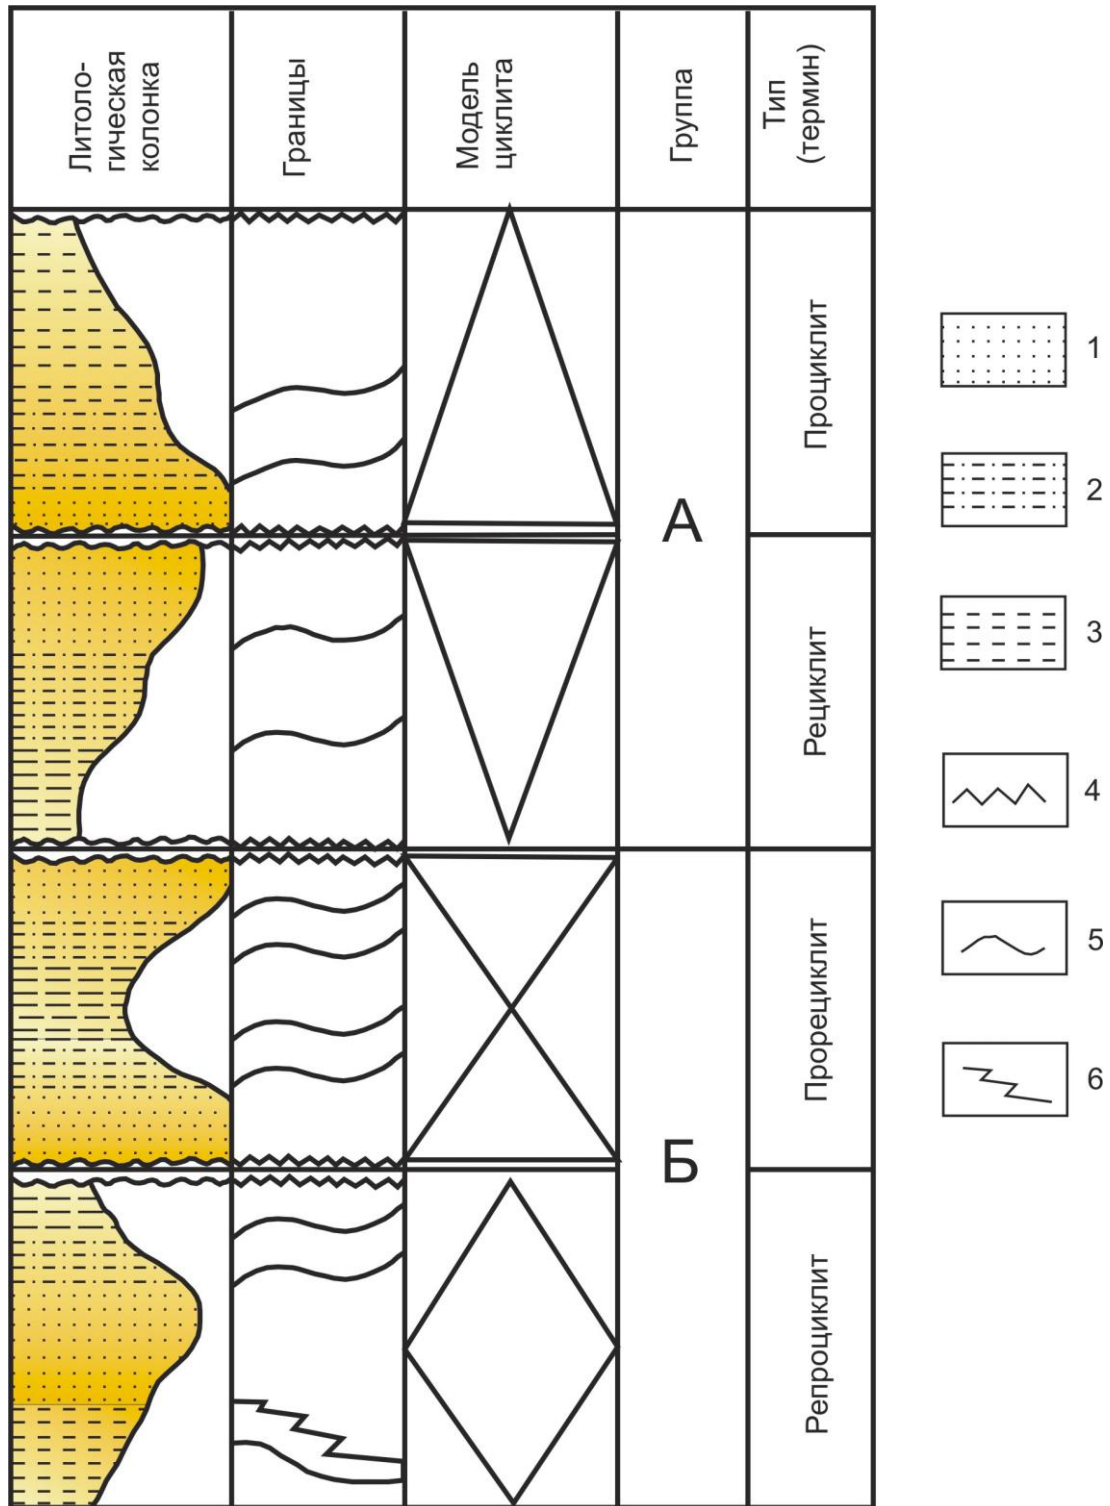 Литоло-
гическая
колонка
Границы
Модель
циклита
Группа
Тип
(термин)
Проциклит
А
Рециклит
Прорециклит
Б
Репроциклит
1
2
3
4
5
6